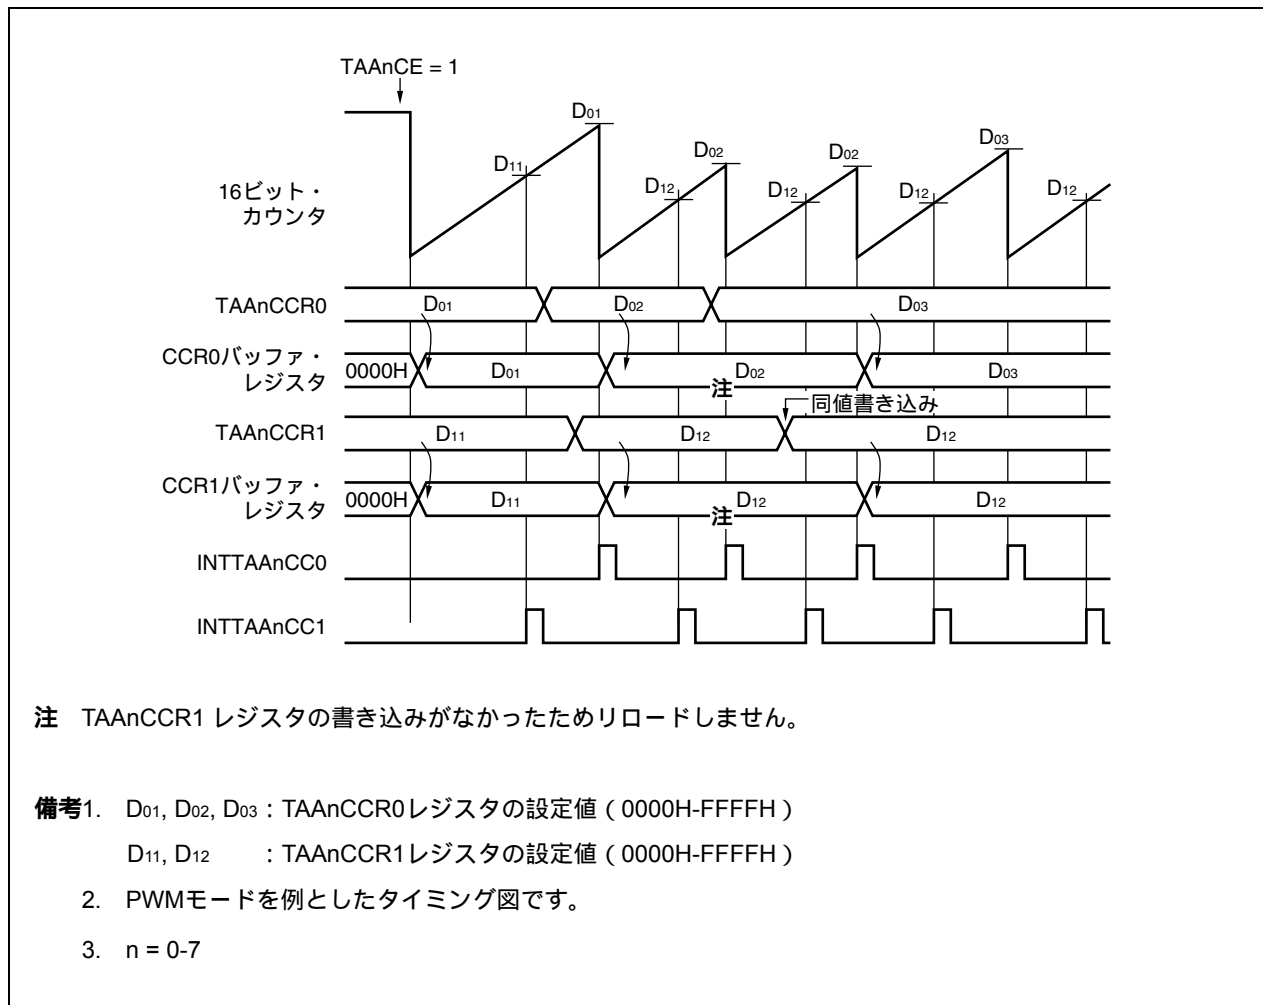 TAAnCE = 1
D01
D11
D02
D12
D02
D12
D03
D12
D12
16ビット・
カウンタ
TAAnCCR0
D01
D02
D03
CCR0バッファ・
レジスタ
0000H
D01
注
D02
D03
同値書き込み
TAAnCCR1
D11
D12
D12
CCR1バッファ・
レジスタ
0000H
D11
注
D12
D12
INTTAAnCC0
INTTAAnCC1
注 TAAnCCR1 レジスタの書き込みがなかったためリロードしません。
備考1. D01, D02, D03：TAAnCCR0レジスタの設定値（0000H-FFFFH）
D11, D12 ：TAAnCCR1レジスタの設定値（0000H-FFFFH）
2. PWMモードを例としたタイミング図です。
3. n = 0-7